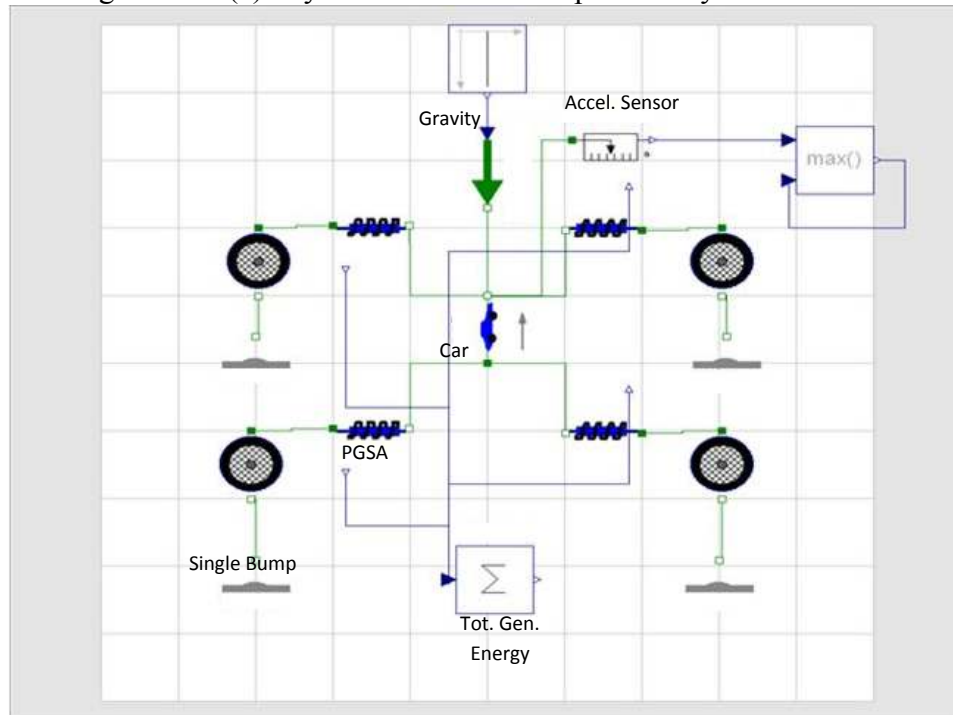 Gravity
Accel. Sensor
max()
Car
PGSA
Single Bump
Σ
Tot. Gen.
Energy